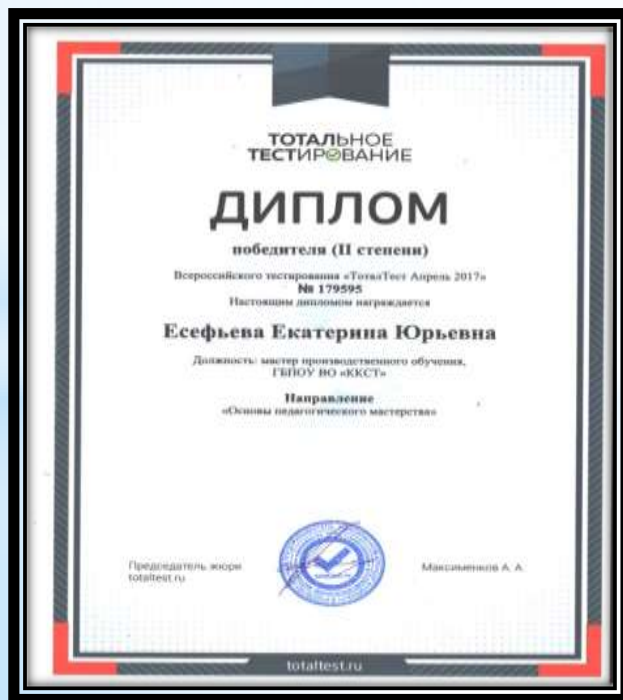 ТОТАЛЬНОЕ
ТЕСТИРОВАНИЕ
ДИПЛОМ
победителя (II степени)
Всероссийского тестирования «ТоталТест Апрель 2017»
№ 179595
Настоящим дипломом награждается
Есефьева Екатерина Юрьевна
Должность: мастер производственного обучения,
ГБПОУ ВО «ККСТ»
Направление
«Основы педагогического мастерства»
Председатель жюри
totaltest.ru
Максименков А. А.
totaltest.ru